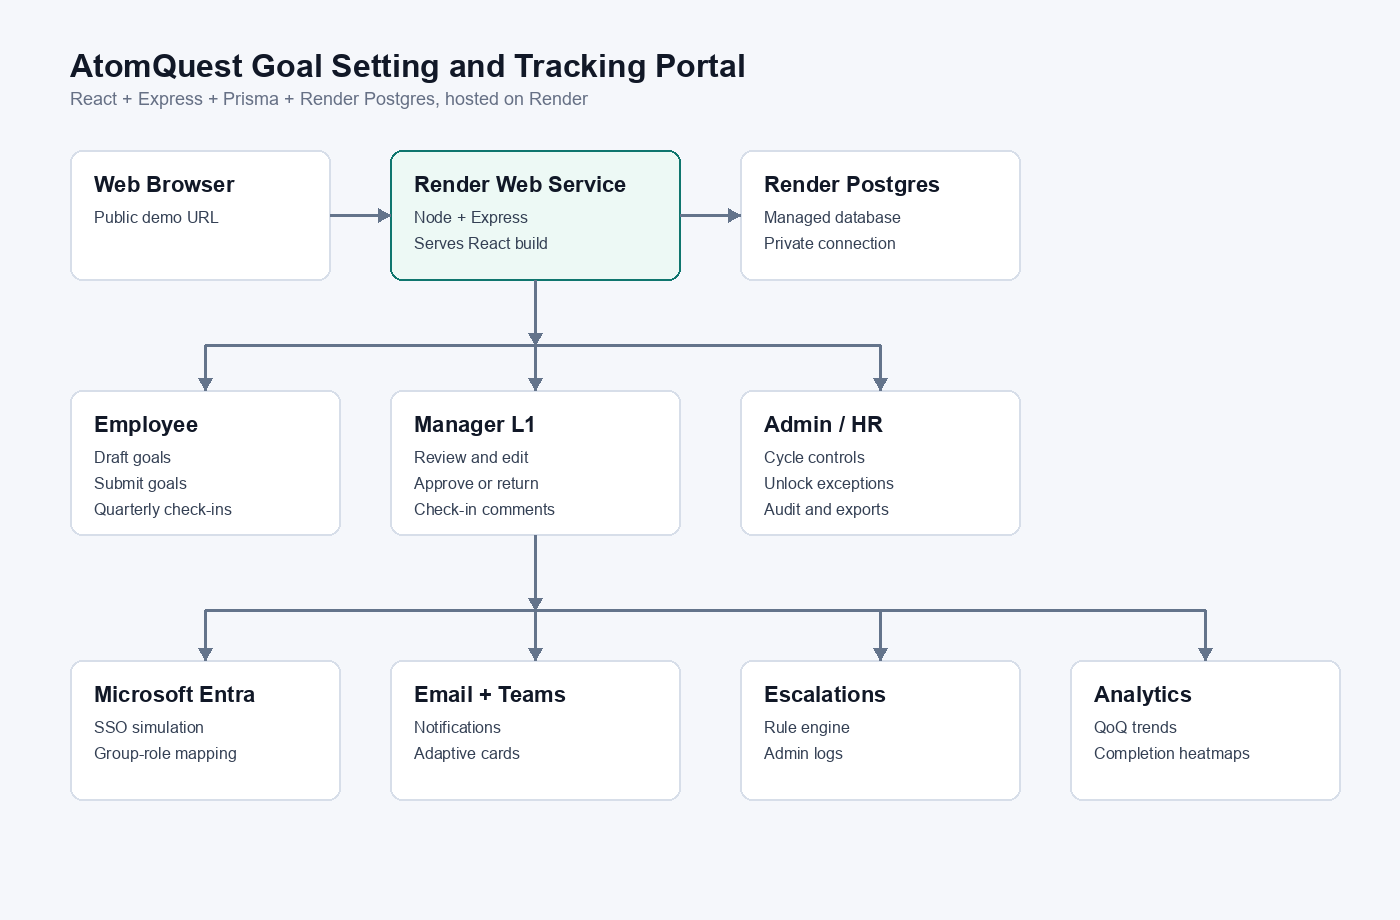 AtomQuest Goal Setting and Tracking Portal
React + Express + Prisma + Render Postgres, hosted on Render
Web Browser
Public demo URL
Render Web Service
Node + Express
Serves React build
Render Postgres
Managed database
Private connection
Employee
Draft goals
Submit goals
Quarterly check-ins
Manager L1
Review and edit
Approve or return
Check-in comments
Admin / HR
Cycle controls
Unlock exceptions
Audit and exports
Microsoft Entra
SSO simulation
Group-role mapping
Email + Teams
Notifications
Adaptive cards
Escalations
Rule engine
Admin logs
Analytics
QoQ trends
Completion heatmaps